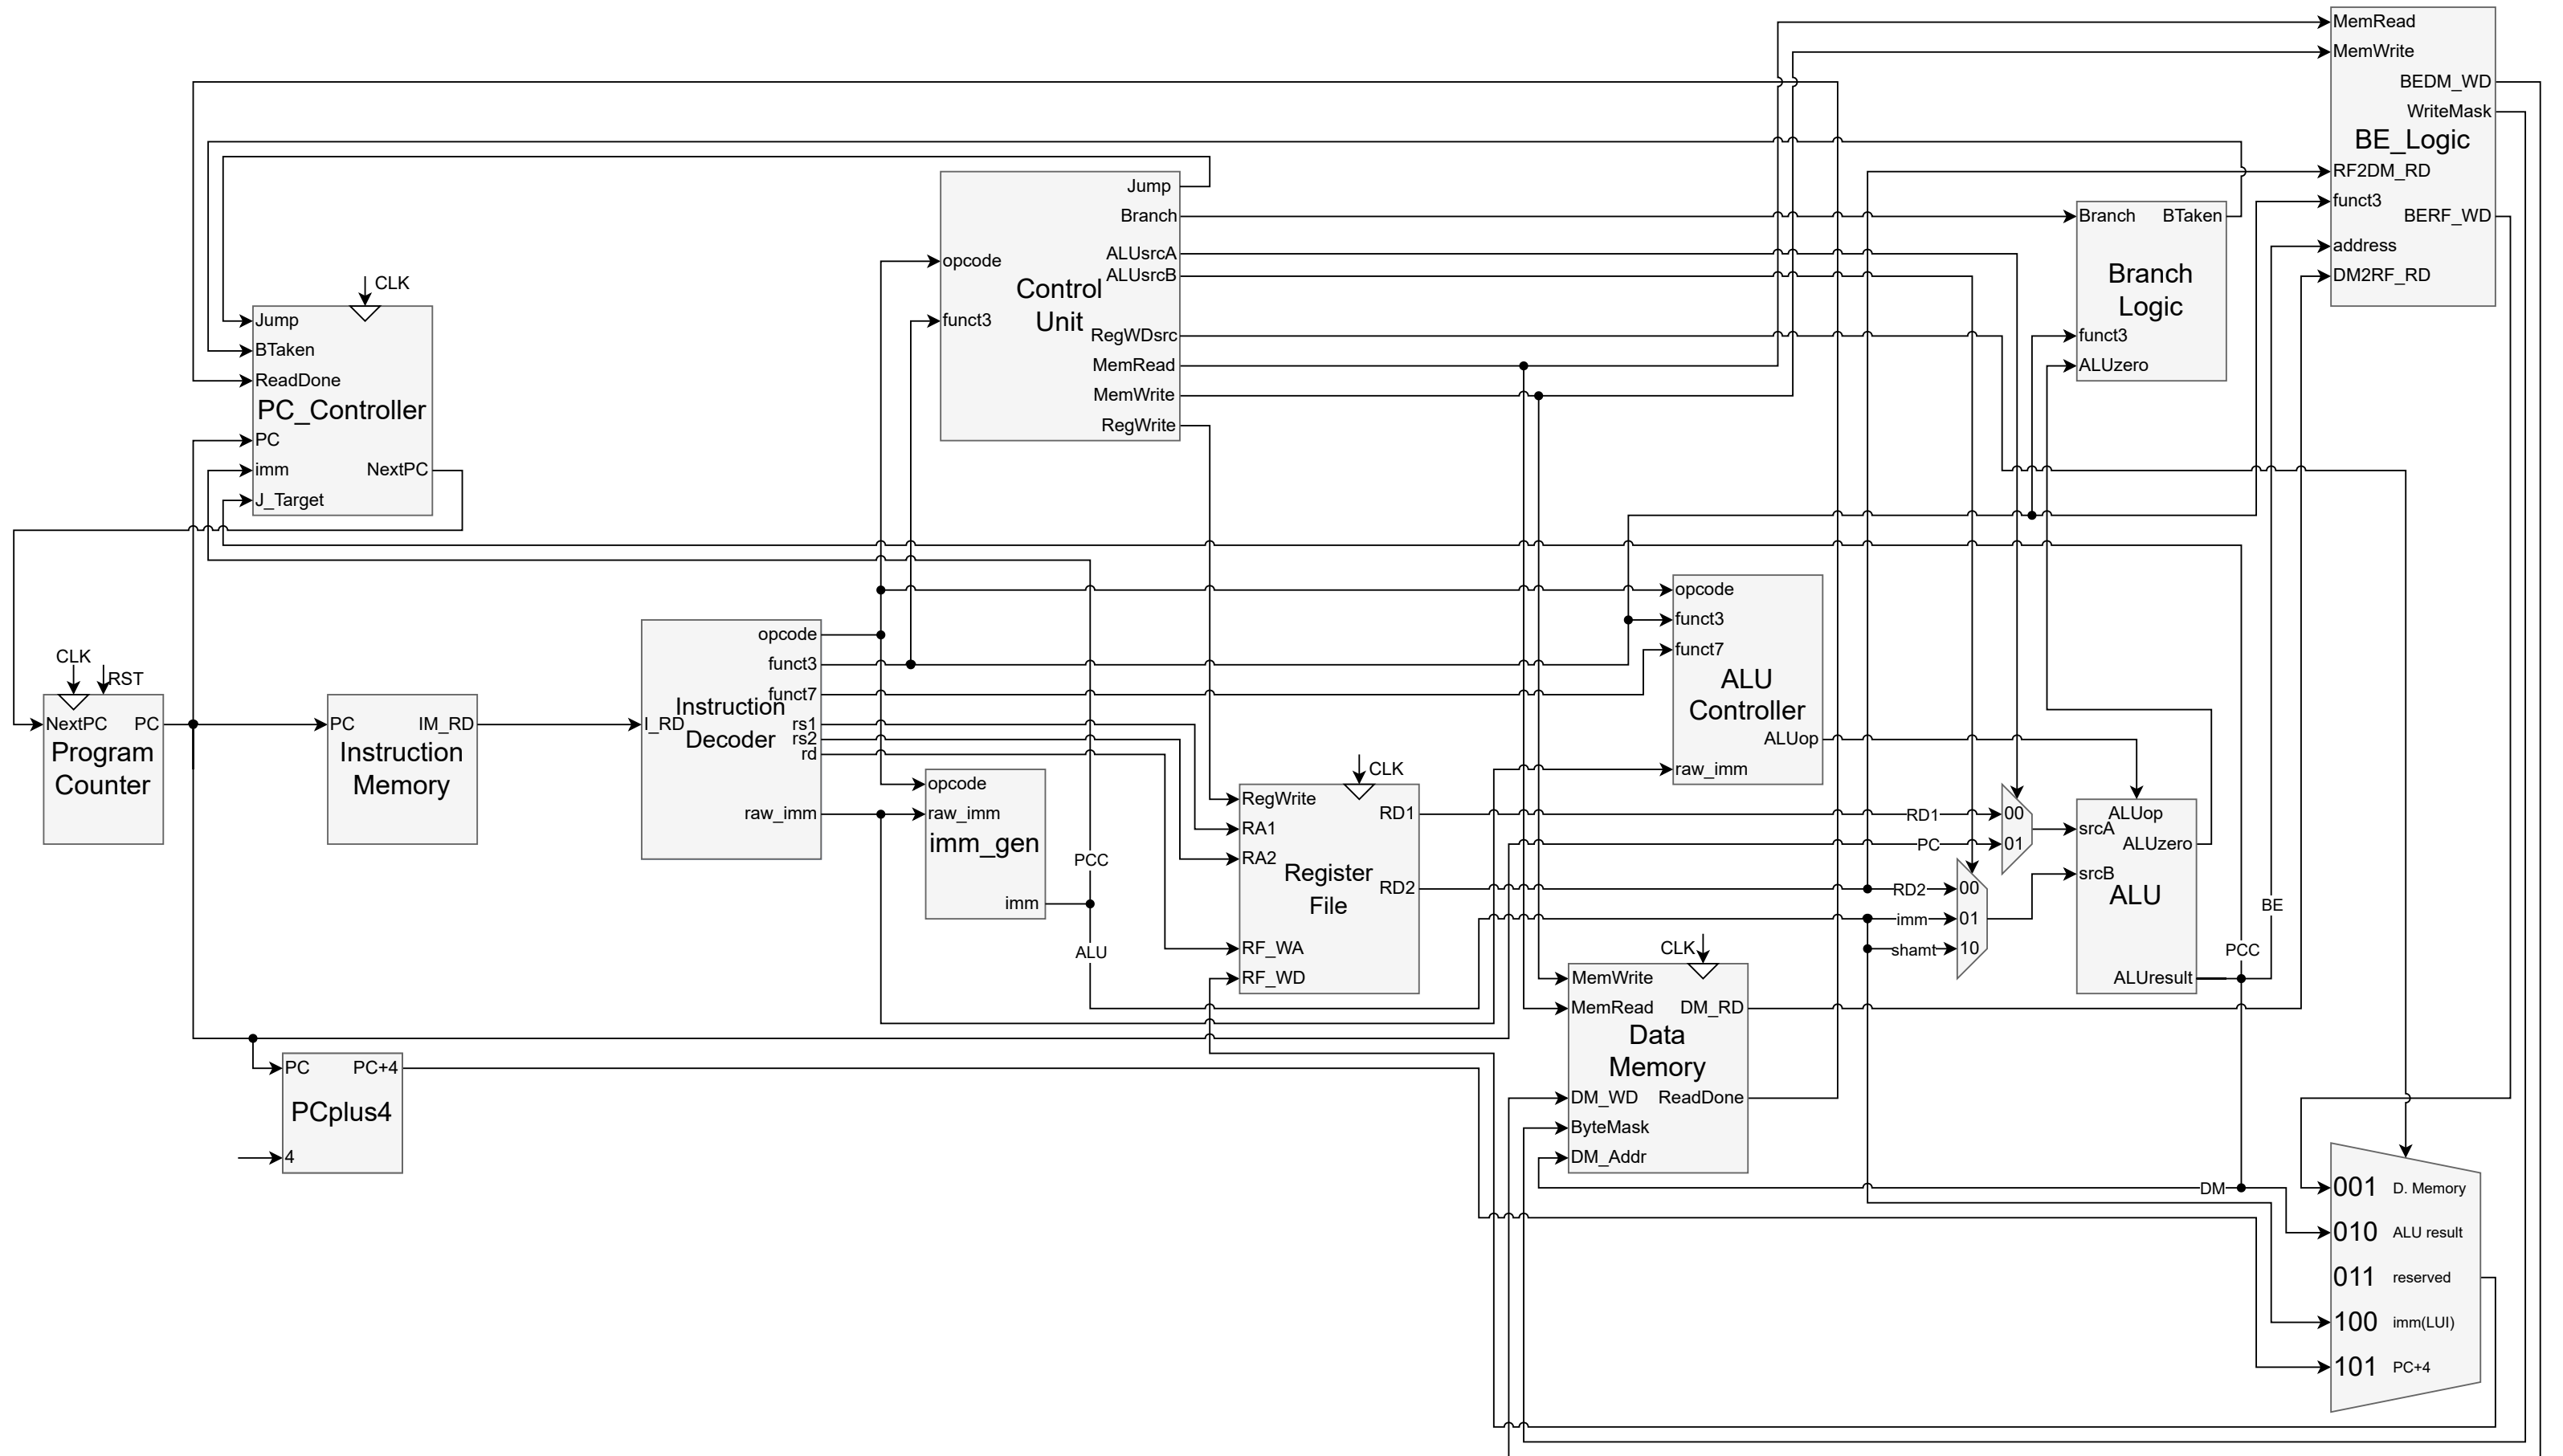 MemRead
MemWrite
BEDM_WD
WriteMask
BE_Logic
RF2DM_RD
funct3
BERF_WD
address
DM2RF_RD
Jump
Branch
ALUsrcA
ALUsrcB
opcode
Control
Unit
funct3
RegWDsrc
MemRead
MemWrite
RegWrite
Branch BTaken
Branch
Logic
funct3
ALUzero
CLK
Jump
BTaken
ReadDone
PC_Controller
PC
imm NextPC
J_Target
CLK
RST
NextPC PC
Program
Counter
PC IM_RD
Instruction
Memory
opcode
funct3
funct7
Instruction
I_RD
Decoder
rs1
rs2
rd
raw_imm
opcode
raw_imm
imm_gen
imm
PCC
ALU
opcode
funct3
funct7
ALU
Controller
ALUop
raw_imm
CLK
RegWrite RD1
RA1
RA2
Register
File
RD2
RF_WA
RF_WD
RD1 00
PC 01
RD2 00
imm 01
shamt 10
ALUop
srcA
ALUzero
srcB
ALU
ALUresult
BE
PCC
CLK
MemWrite
MemRead DM_RD
Data
Memory
DM_WD ReadDone
ByteMask
DM_Addr
PC PC+4
PCplus4
4
DM
001 D. Memory
010 ALU result
011 reserved
100 imm(LUI)
101 PC+4